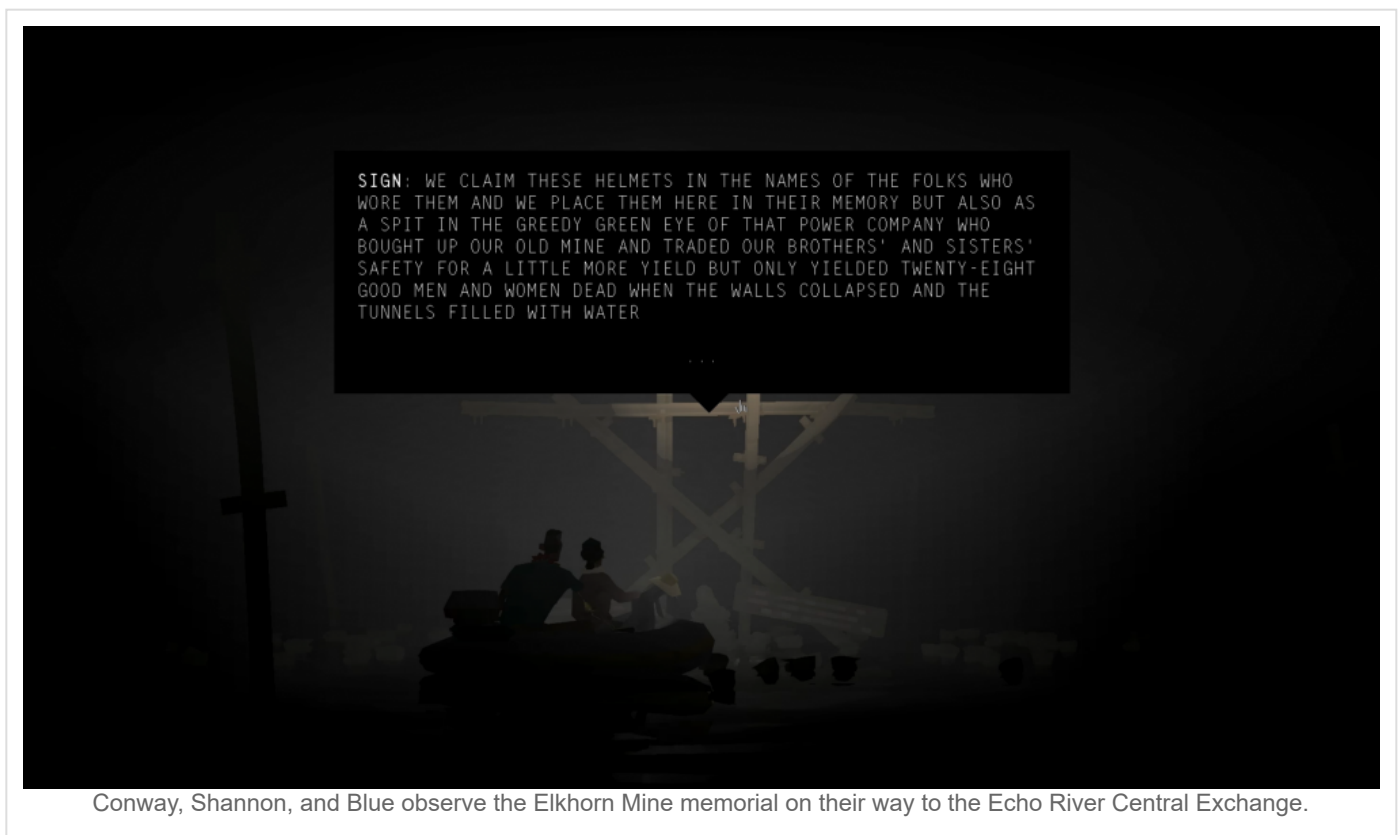 SIGN: WE CLAIM THESE HELMETS IN THE NAMES OF THE FOLKS WHO
WORE THEM AND WE PLACE THEM HERE IN THEIR MEMORY BUT ALSO AS
A SPIT IN THE GREEDY GREEN EYE OF THAT POWER COMPANY WHO
BOUGHT UP OUR OLD MINE AND TRADED OUR BROTHERS' AND SISTERS'
SAFETY FOR A LITTLE MORE YIELD BUT ONLY YIELDED TWENTY-EIGHT
GOOD MEN AND WOMEN DEAD WHEN THE WALLS COLLAPSED AND THE
TUNNELS FILLED WITH WATER
...
Conway, Shannon, and Blue observe the Elkhorn Mine memorial on their way to the Echo River Central Exchange.